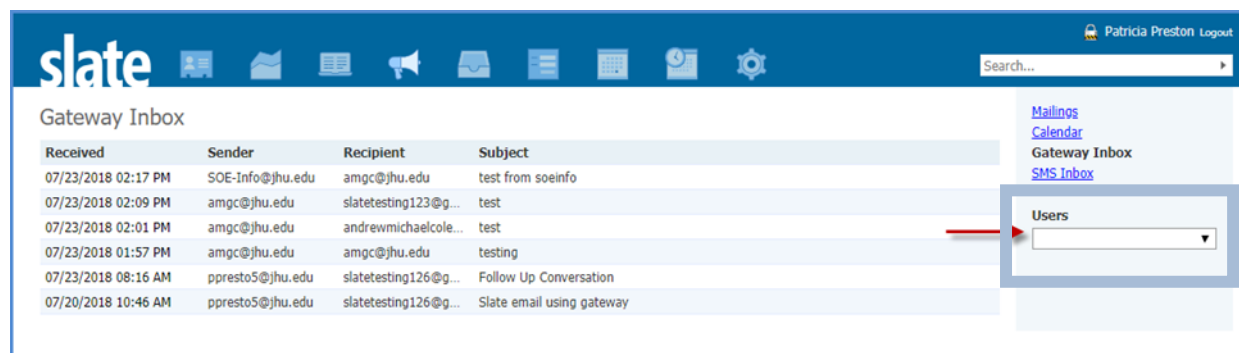 Patricia Preston Logout
slate
Search...
Gateway Inbox
Received Sender Recipient Subject
07/23/2018 02:17 PM SOE-Info@jhu.edu amgc@jhu.edu test from soeinfo
07/23/2018 02:09 PM amgc@jhu.edu slatetesting123@g... test
07/23/2018 02:01 PM amgc@jhu.edu andrewmichaelcole... test
07/23/2018 01:57 PM amgc@jhu.edu amgc@jhu.edu testing
07/23/2018 08:16 AM ppresto5@jhu.edu slatetesting126@g... Follow Up Conversation
07/20/2018 10:46 AM ppresto5@jhu.edu slatetesting126@g... Slate email using gateway
Mailings
Calendar
Gateway Inbox
SMS Inbox
Users